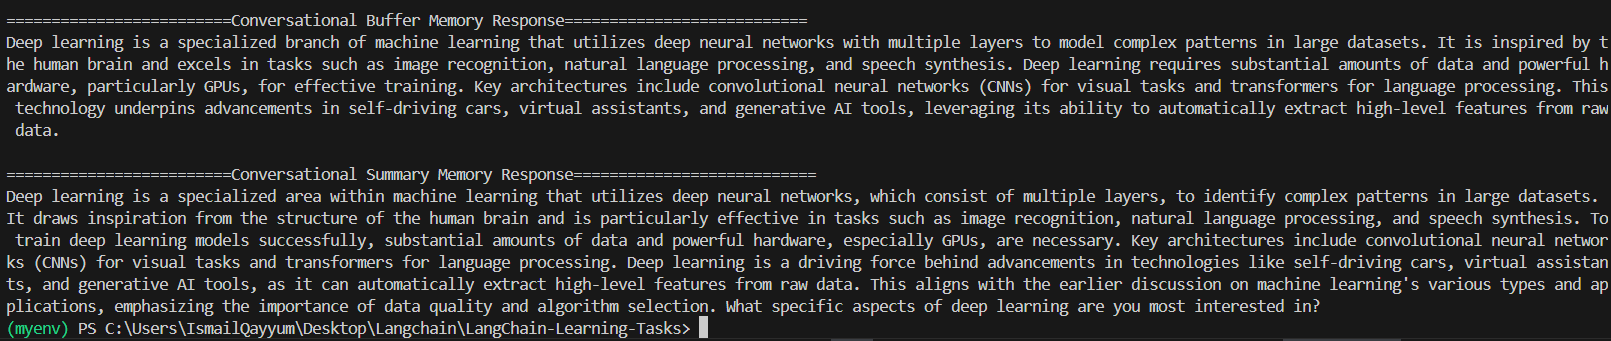 =========================Conversational Buffer Memory Response===========================
Deep learning is a specialized branch of machine learning that utilizes deep neural networks with multiple layers to model complex patterns in large datasets. It is inspired by t
he human brain and excels in tasks such as image recognition, natural language processing, and speech synthesis. Deep learning requires substantial amounts of data and powerful h
ardware, particularly GPUs, for effective training. Key architectures include convolutional neural networks (CNNs) for visual tasks and transformers for language processing. This
 technology underpins advancements in self-driving cars, virtual assistants, and generative AI tools, leveraging its ability to automatically extract high-level features from raw
 data.

=========================Conversational Summary Memory Response===========================
Deep learning is a specialized area within machine learning that utilizes deep neural networks, which consist of multiple layers, to identify complex patterns in large datasets.
It draws inspiration from the structure of the human brain and is particularly effective in tasks such as image recognition, natural language processing, and speech synthesis. To
 train deep learning models successfully, substantial amounts of data and powerful hardware, especially GPUs, are necessary. Key architectures include convolutional neural networ
ks (CNNs) for visual tasks and transformers for language processing. Deep learning is a driving force behind advancements in technologies like self-driving cars, virtual assistan
ts, and generative AI tools, as it can automatically extract high-level features from raw data. This aligns with the earlier discussion on machine learning's various types and ap
plications, emphasizing the importance of data quality and algorithm selection. What specific aspects of deep learning are you most interested in?
(myenv) PS C:\Users\IsmailQayyum\Desktop\Langchain\LangChain-Learning-Tasks>